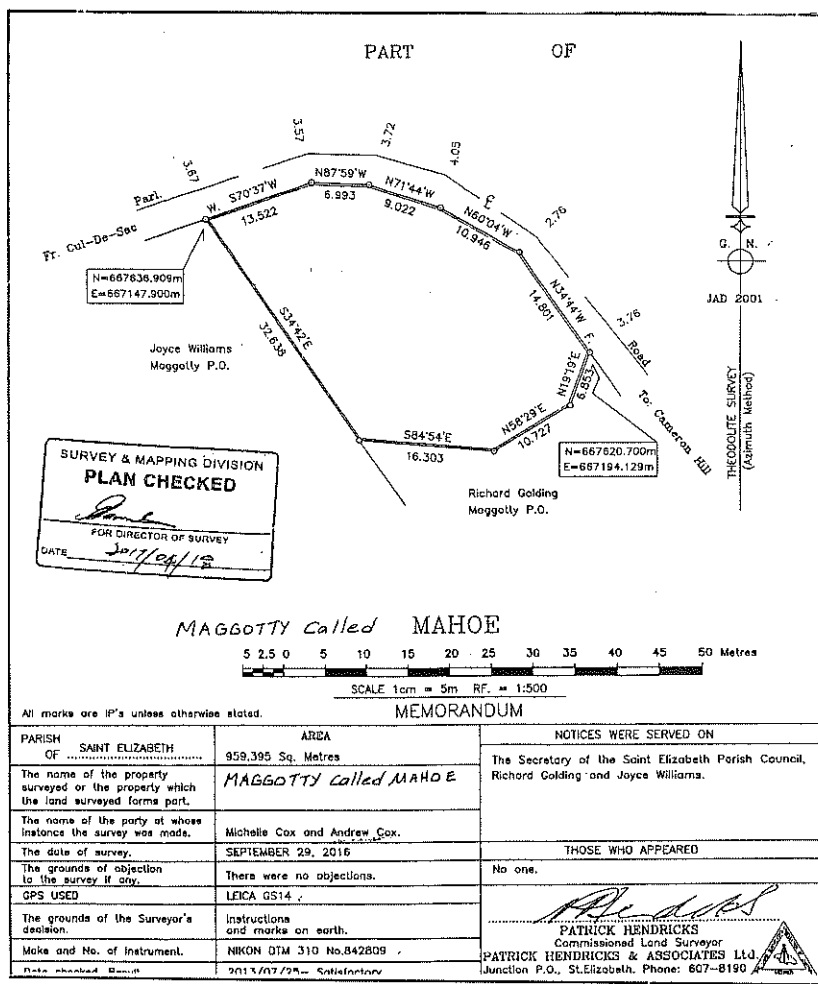 PART OF
3.67
3.57
3.72
4.05
2.76
3.76
Parl.
Fr. Cul-De-Sac
W.
S70°37'W
13.522
N87°59'W
6.993
N71°44'W
9.022
N60°04'W
10.946
N34°44'W
14.801
F.
Road
To: Cameron Hill
N19°19'E
6.853
N58°29'E
10.727
S84°54'E
16.303
S34°42'E
32.638
N=667636.909m
E=667147.900m
N=667620.700m
E=667194.129m
Joyce Williams
Maggotty P.O.
Richard Golding
Maggotty P.O.
G. N.
JAD 2001
THEODOLITE SURVEY
(Azimuth Method)
SURVEY & MAPPING DIVISION
PLAN CHECKED
FOR DIRECTOR OF SURVEY
DATE
MAGGOTTY Called MAHOE
5 2.5 0 5 10 15 20 25 30 35 40 45 50 Metres
SCALE 1cm = 5m RF. = 1:500
All marks are IP's unless otherwise stated.
MEMORANDUM
PARISH
OF SAINT ELIZABETH
AREA
959.395 Sq. Metres
The name of the property
surveyed or the property which
the land surveyed forms part.
MAGGOTTY Called MAHOE
The name of the party at whose
instance the survey was made.
Michelle Cox and Andrew Cox.
The date of survey.
SEPTEMBER 29, 2016
The grounds of objection
to the survey if any.
There were no objections.
GPS USED
LEICA GS14
The grounds of the Surveyor's
decision.
Instructions
and marks on earth.
Make and No. of Instrument.
NIKON DTM 310 No.842809
Date checked Result
2013/07/25- Satisfactory
NOTICES WERE SERVED ON
The Secretary of the Saint Elizabeth Parish Council,
Richard Golding and Joyce Williams.
THOSE WHO APPEARED
No one.
PATRICK HENDRICKS
Commissioned Land Surveyor
PATRICK HENDRICKS & ASSOCIATES Ltd.
Junction P.O., St.Elizabeth. Phone: 607-8190